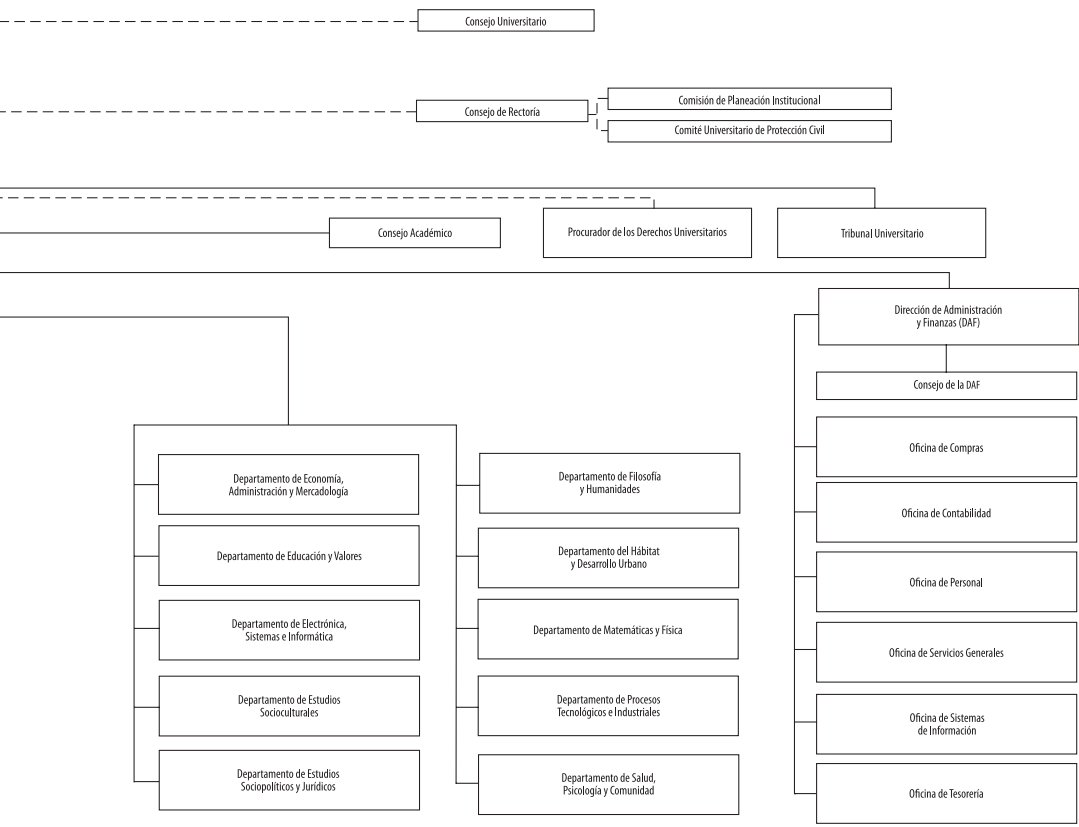 Consejo Universitario
Consejo de Rectoría
Comisión de Planeación Institucional
Comité Universitario de Protección Civil
Consejo Académico
Procurador de los Derechos Universitarios
Tribunal Universitario
Dirección de Administración
y Finanzas (DAF)
Consejo de la DAF
Departamento de Economía,
Administración y Mercadología
Departamento de Educación y Valores
Departamento de Electrónica,
Sistemas e Informática
Departamento de Estudios
Socioculturales
Departamento de Estudios
Sociopolíticos y Jurídicos
Departamento de Filosofía
y Humanidades
Departamento del Hábitat
y Desarrollo Urbano
Departamento de Matemáticas y Física
Departamento de Procesos
Tecnológicos e Industriales
Departamento de Salud,
Psicología y Comunidad
Oficina de Compras
Oficina de Contabilidad
Oficina de Personal
Oficina de Servicios Generales
Oficina de Sistemas
de Información
Oficina de Tesorería